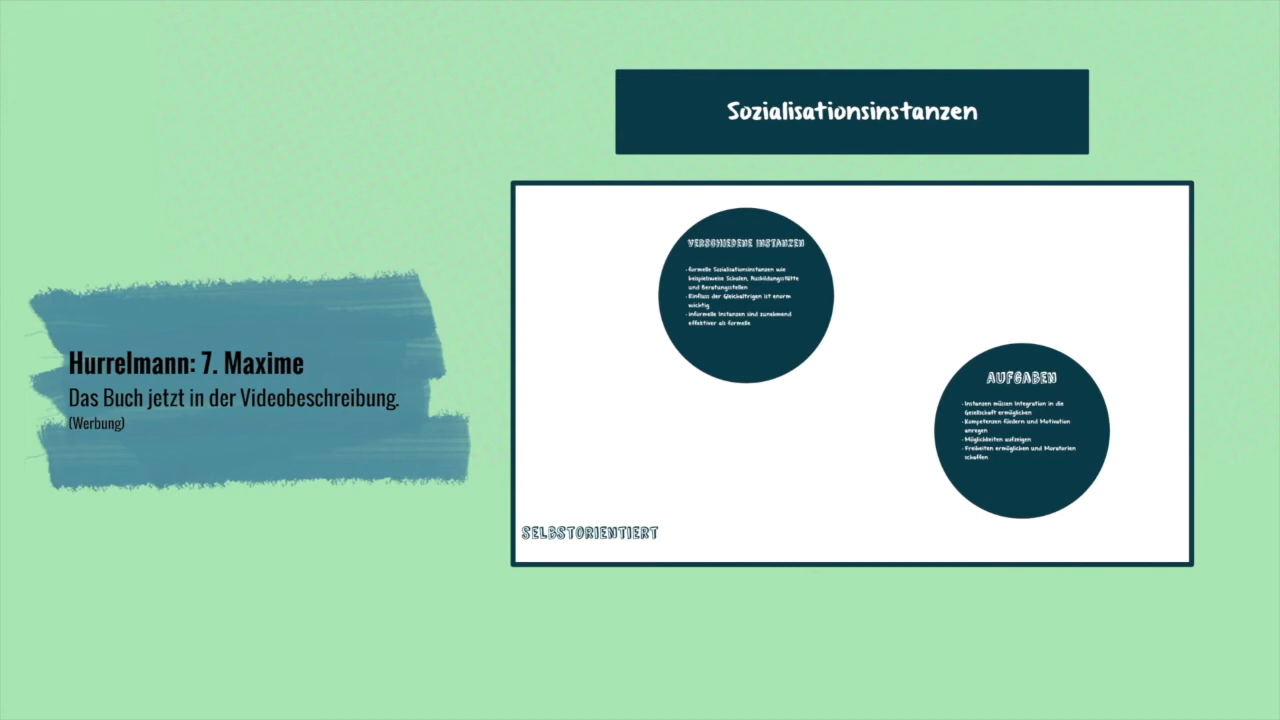 Sozialisationsinstanzen
VERSCHIEDENE INSTANZEN
- formelle Sozialisationsinstanzen wie
beispielsweise Schulen, Ausbildungsstätte
und Beratungsstellen
- Einfluss der Gleichaltrigen ist enorm
wichtig
- informelle Instanzen sind zunehmend
effektiver als formelle
AUFGABEN
- Instanzen müssen Integration in die
Gesellschaft ermöglichen
- Kompetenzen fördern und Motivation
anregen
- Möglichkeiten aufzeigen
- Freiheiten ermöglichen und Moratorien
schaffen
SELBSTORIENTIERT
Hurrelmann: 7. Maxime
Das Buch jetzt in der Videobeschreibung.
(Werbung)